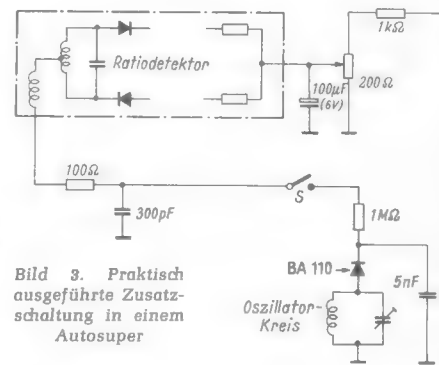 1kΩ
Ratiodetektor
200Ω
100µF
(6V)
100Ω
S
300pF
1MΩ
Bild 3. Praktisch
ausgeführte Zusatz-
schaltung in einem
Autosuper
BA 110
5nF
Oszillator-
Kreis